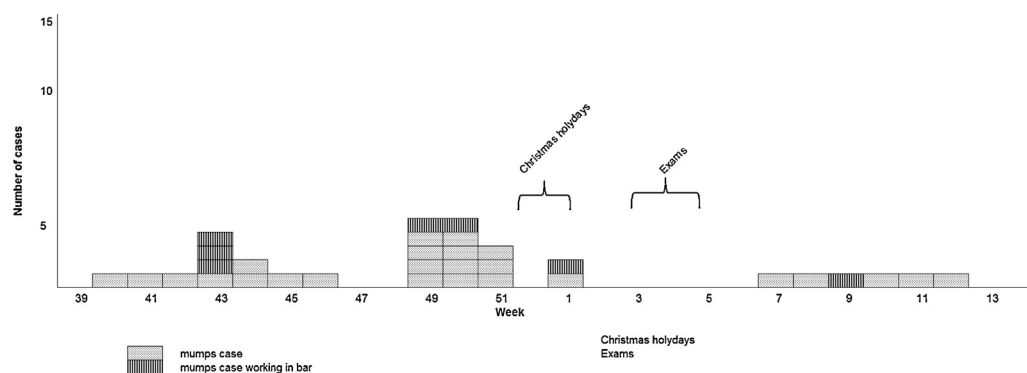 15
10
5
Number of cases
Christmas holydays
Exams
39 41 43 45 47 49 51 1 3 5 7 9 11 13
Week
Christmas holydays
Exams
mumps case
mumps case working in bar